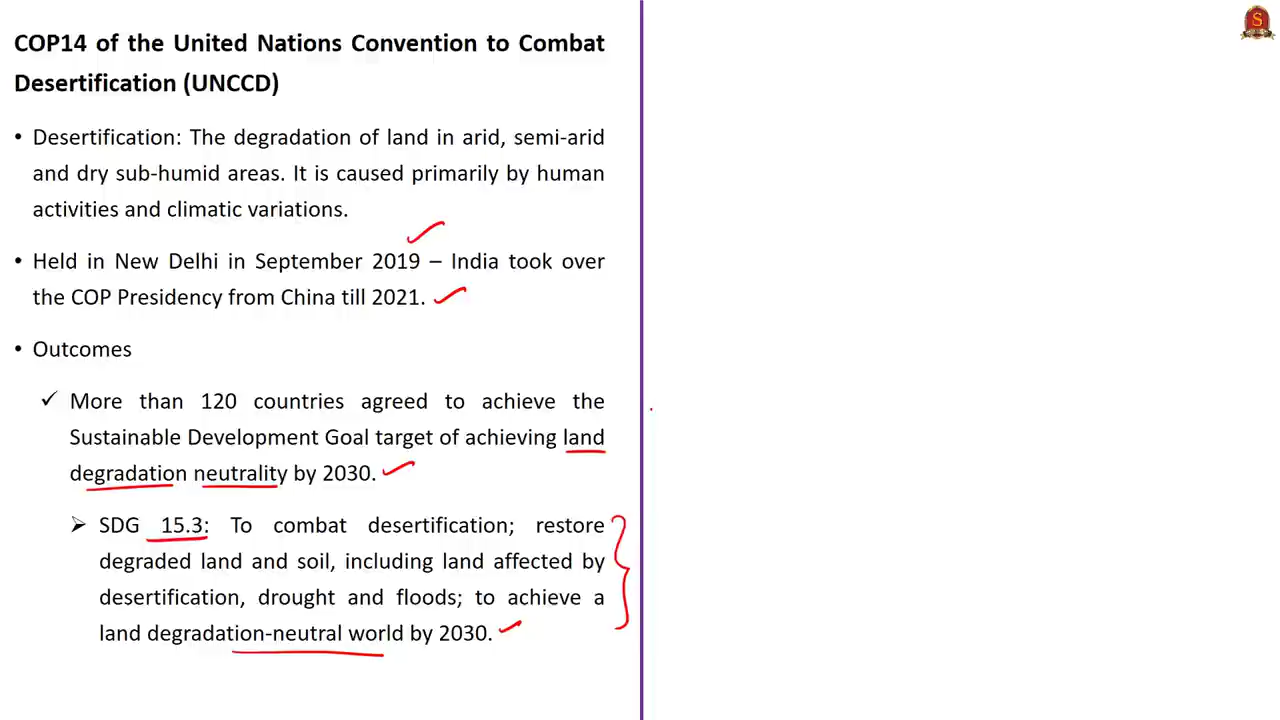 COP14 of the United Nations Convention to Combat
Desertification (UNCCD)
• Desertification: The degradation of land in arid, semi-arid
and dry sub-humid areas. It is caused primarily by human
activities and climatic variations.
• Held in New Delhi in September 2019 – India took over
the COP Presidency from China till 2021.
• Outcomes
✓ More than 120 countries agreed to achieve the
Sustainable Development Goal target of achieving land
degradation neutrality by 2030.
➢ SDG 15.3: To combat desertification; restore
degraded land and soil, including land affected by
desertification, drought and floods; to achieve a
land degradation-neutral world by 2030.
S